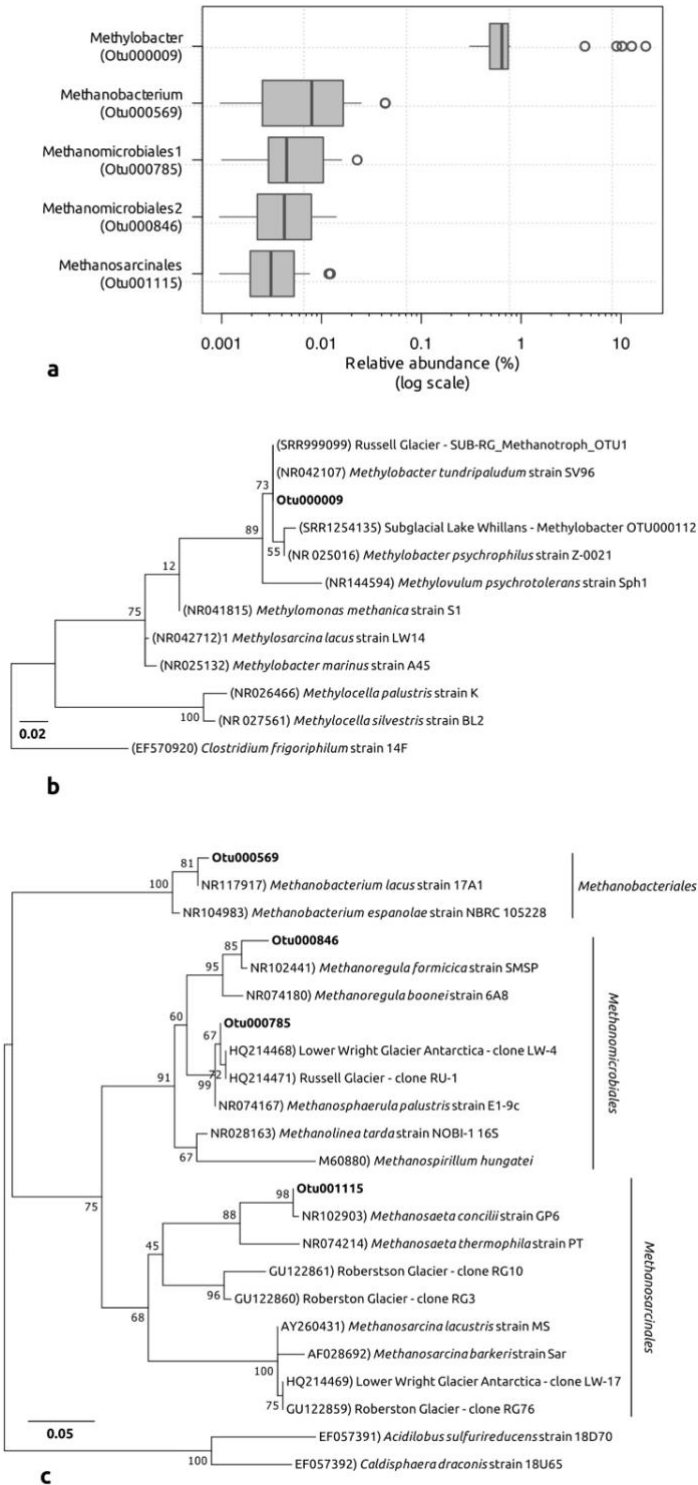 Methylobacter
(Otu000009)
Methanobacterium
(Otu000569)
Methanomicrobiales1
(Otu000785)
Methanomicrobiales2
(Otu000846)
Methanosarcinales
(Otu001115)
0.001 0.01 0.1 1 10
Relative abundance (%)
(log scale)
a
(SRR999099) Russell Glacier - SUB-RG_Methanotroph_OTU1
(NR042107) Methylobacter tundripaludum strain SV96
73
Otu000009
(SRR1254135) Subglacial Lake Whillans - Methylobacter OTU000112
89
55
(NR 025016) Methylobacter psychrophilus strain Z-0021
12
(NR144594) Methylovulum psychrotolerans strain Sph1
75
(NR041815) Methylomonas methanica strain S1
(NR042712)1 Methylosarcina lacus strain LW14
(NR025132) Methylobacter marinus strain A45
(NR026466) Methylocella palustris strain K
100
(NR 027561) Methylocella silvestris strain BL2
0.02
(EF570920) Clostridium frigoriphilum strain 14F
b
81
Otu000569
100
NR117917) Methanobacterium lacus strain 17A1
Methanobacteriales
NR104983) Methanobacterium espanolae strain NBRC 105228
85
Otu000846
95
NR102441) Methanoregula formicica strain SMSP
NR074180) Methanoregula boonei strain 6A8
60
Otu000785
67
HQ214468) Lower Wright Glacier Antarctica - clone LW-4
91
72
99
HQ214471) Russell Glacier - clone RU-1
NR074167) Methanosphaerula palustris strain E1-9c
NR028163) Methanolinea tarda strain NOBI-1 16S
67
M60880) Methanospirillum hungatei
Methanomicrobiales
75
98
Otu001115
88
NR102903) Methanosaeta concilii strain GP6
45
NR074214) Methanosaeta thermophila strain PT
GU122861) Roberstson Glacier - clone RG10
96
GU122860) Roberston Glacier - clone RG3
68
AY260431) Methanosarcina lacustris strain MS
AF028692) Methanosarcina barkeri strain Sar
100
HQ214469) Lower Wright Glacier Antarctica - clone LW-17
75
GU122859) Roberston Glacier - clone RG76
Methanosarcinales
0.05
EF057391) Acidilobus sulfurireducens strain 18D70
100
EF057392) Caldisphaera draconis strain 18U65
c